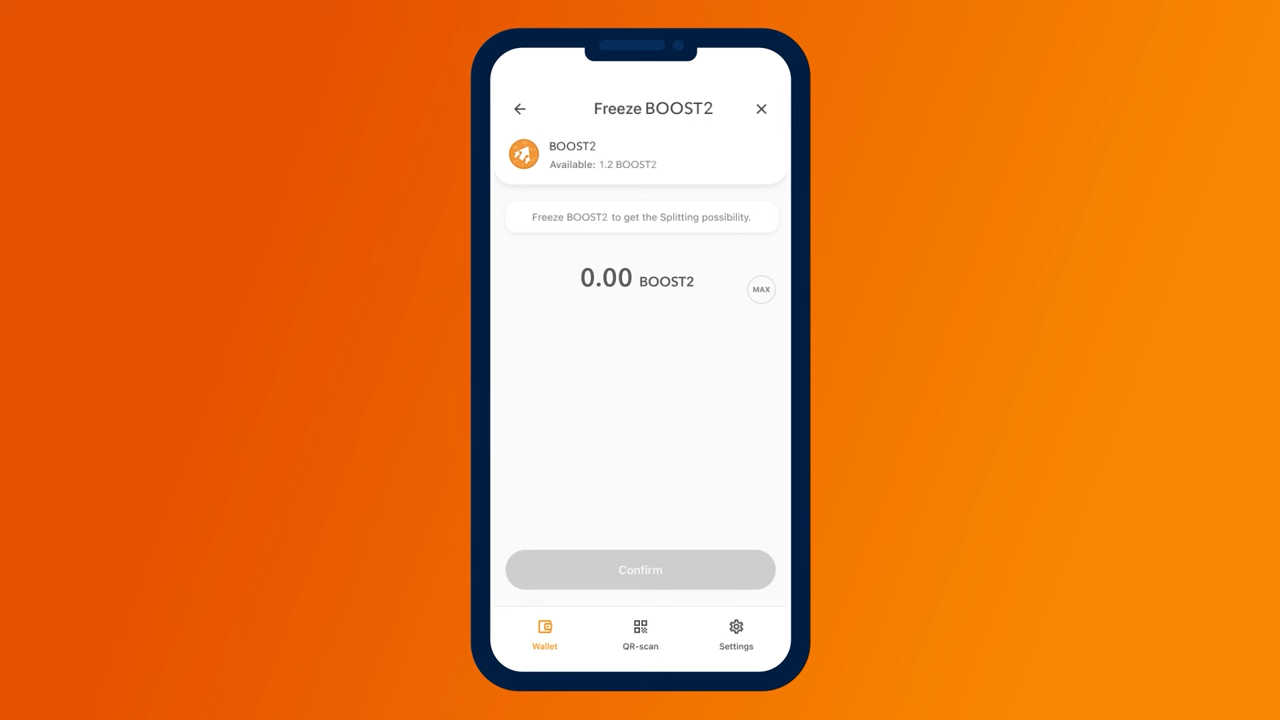 Freeze BOOST2
BOOST2
Available: 1.2 BOOST2
Freeze BOOST2 to get the Splitting possibility.
0.00 BOOST2
MAX
Confirm
Wallet
QR-scan
Settings